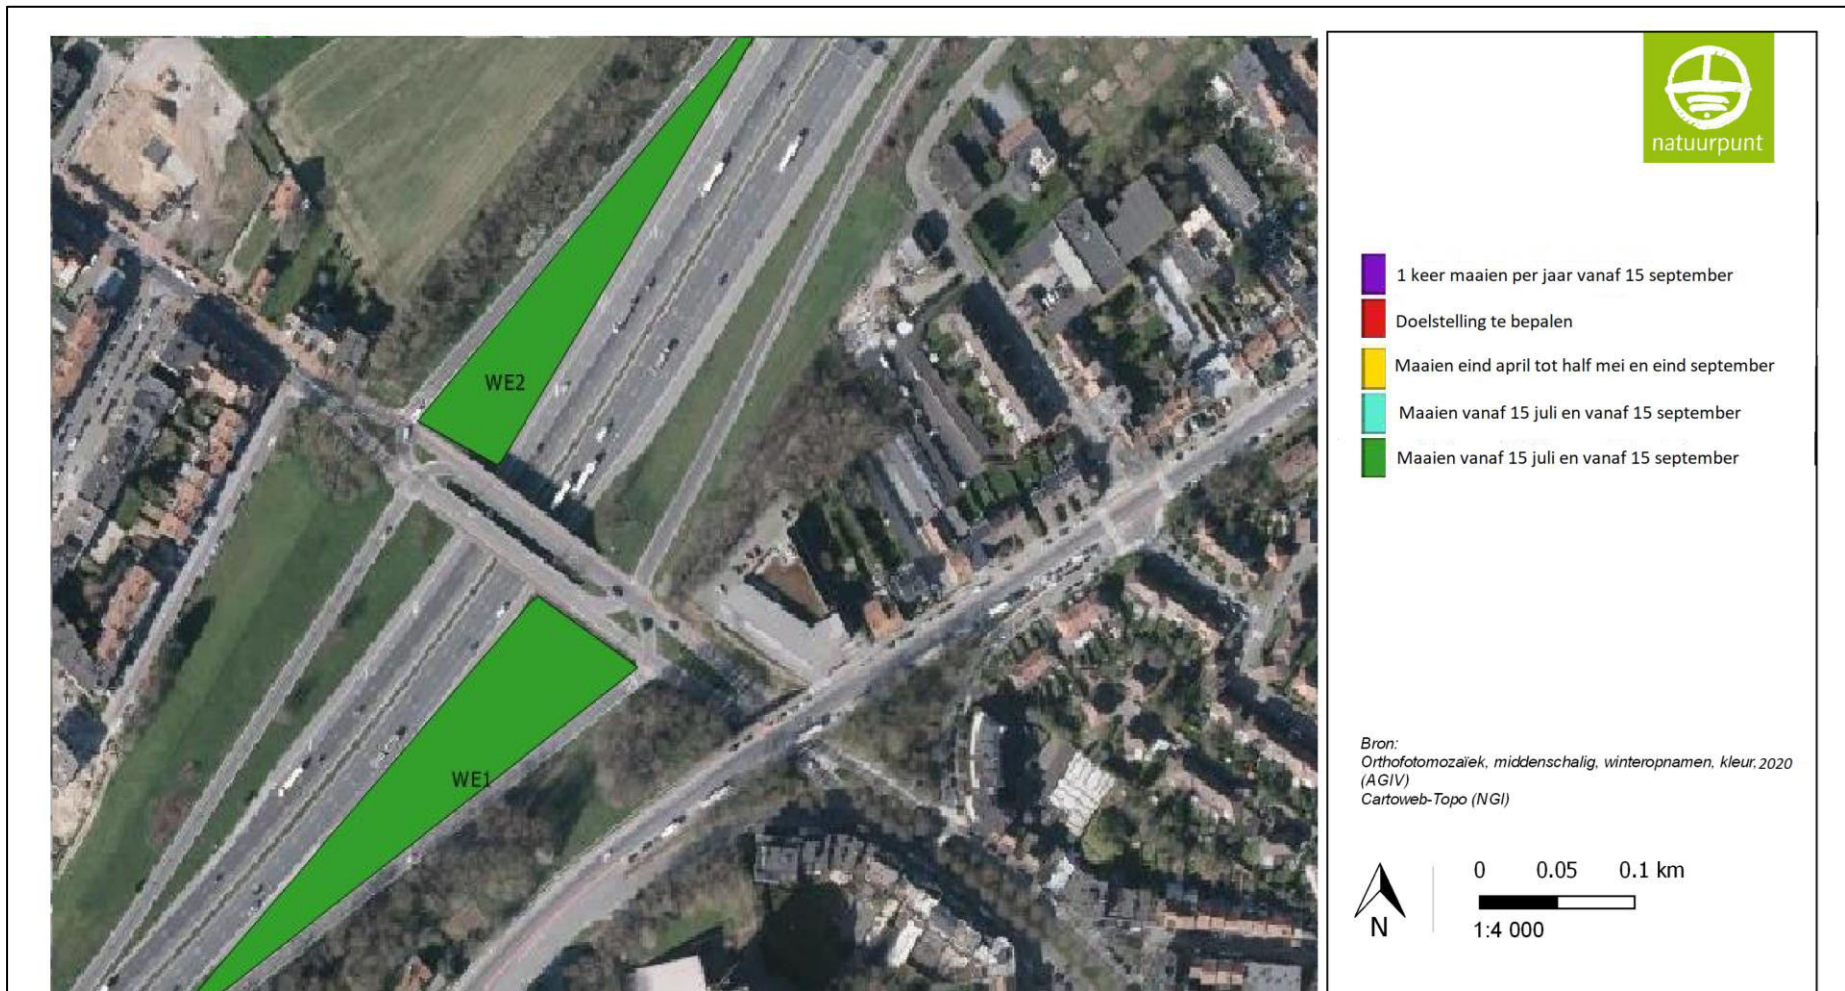 natuurpunt
1 keer maaien per jaar vanaf 15 september
Doelstelling te bepalen
Maaien eind april tot half mei en eind september
Maaien vanaf 15 juli en vanaf 15 september
Maaien vanaf 15 juli en vanaf 15 september
WE2
WE1
Bron:
Orthofotomozaïek, middenschalig, winteropnamen, kleur, 2020
(AGIV)
Cartoweb-Topo (NGI)
0 0.05 0.1 km
N
1:4 000